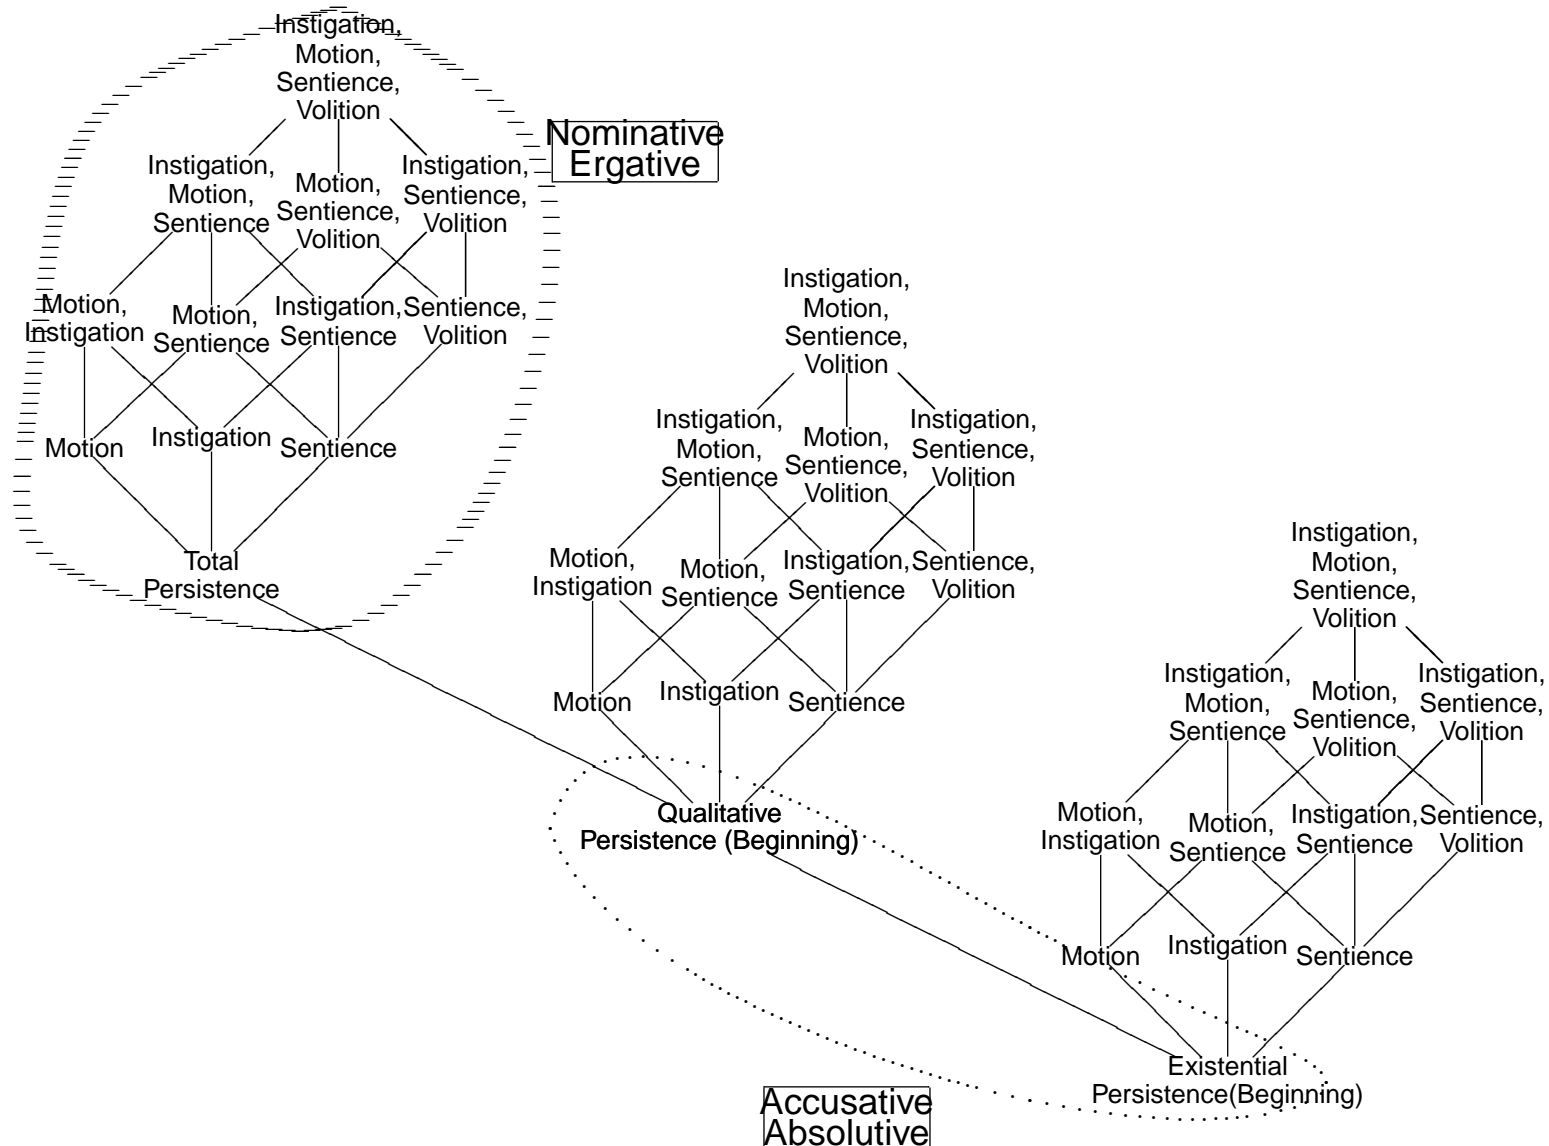 Instigation,
Motion,
Sentience,
Volition
Nominative
Ergative
Instigation,
Motion,
Sentience
Motion,
Sentience,
Volition
Instigation,
Sentience,
Volition
Motion,
Instigation
Motion,
Sentience
Instigation,
Sentience
Sentience,
Volition
Motion
Instigation
Sentience
Total
Persistence
Instigation,
Motion,
Sentience,
Volition
Instigation,
Motion,
Sentience
Motion,
Sentience,
Volition
Instigation,
Sentience,
Volition
Motion,
Instigation
Motion,
Sentience
Instigation,
Sentience
Sentience,
Volition
Motion
Instigation
Sentience
Qualitative
Persistence (Beginning)
Instigation,
Motion,
Sentience,
Volition
Instigation,
Motion,
Sentience
Motion,
Sentience,
Volition
Instigation,
Sentience,
Volition
Motion,
Instigation
Motion,
Sentience
Instigation,
Sentience
Sentience,
Volition
Motion
Instigation
Sentience
Existential
Persistence(Beginning)
Accusative
Absolutive